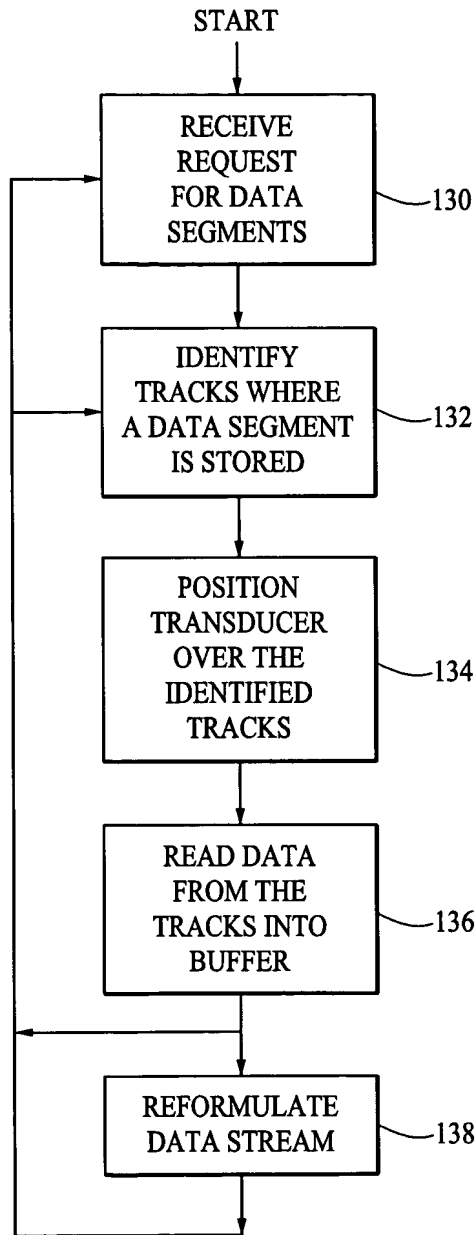 START
RECEIVE
REQUEST
FOR DATA
SEGMENTS
130
IDENTIFY
TRACKS WHERE
A DATA SEGMENT
IS STORED
132
POSITION
TRANSDUCER
OVER THE
IDENTIFIED
TRACKS
134
READ DATA
FROM THE
TRACKS INTO
BUFFER
136
REFORMULATE
DATA STREAM
138